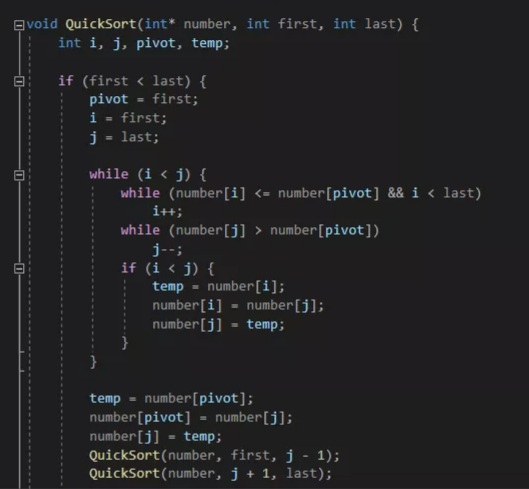 void QuickSort(int* number, int first, int last) {
int i, j, pivot, temp;
if (first < last) {
pivot = first;
i = first;
j = last;
while (i < j) {
while (number[i] <= number[pivot] && i < last)
i++;
while (number[j] > number[pivot])
j--;
if (i < j) {
temp = number[i];
number[i] = number[j];
number[j] = temp;
}
}
temp = number[pivot];
number[pivot] = number[j];
number[j] = temp;
QuickSort(number, first, j - 1);
QuickSort(number, j + 1, last);